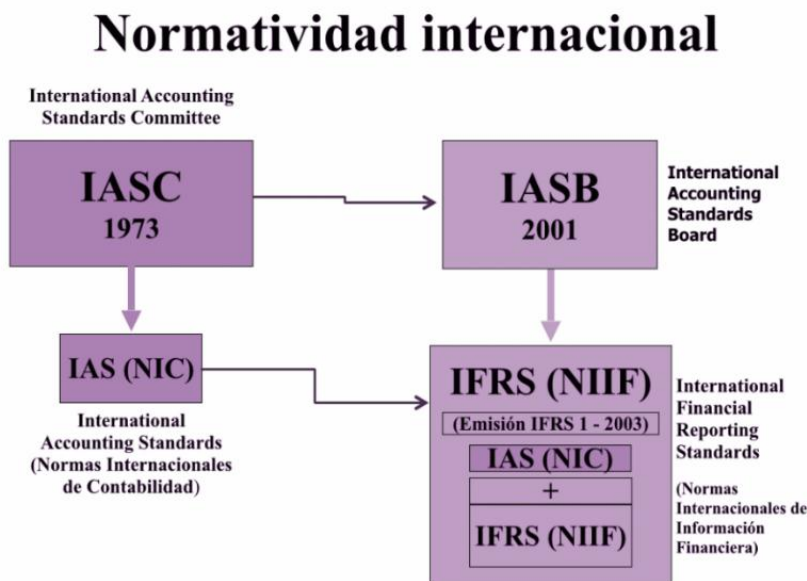 Normatividad internacional
International Accounting
Standards Committee
IASC
1973
IASB
2001
International
Accounting
Standards
Board
IAS (NIC)
International
Accounting Standards
(Normas Internacionales
de Contabilidad)
IFRS (NIIF)
(Emisión IFRS 1 - 2003)
IAS (NIC)
+
IFRS (NIIF)
International
Financial
Reporting
Standards
(Normas
Internacionales de
Información
Financiera)